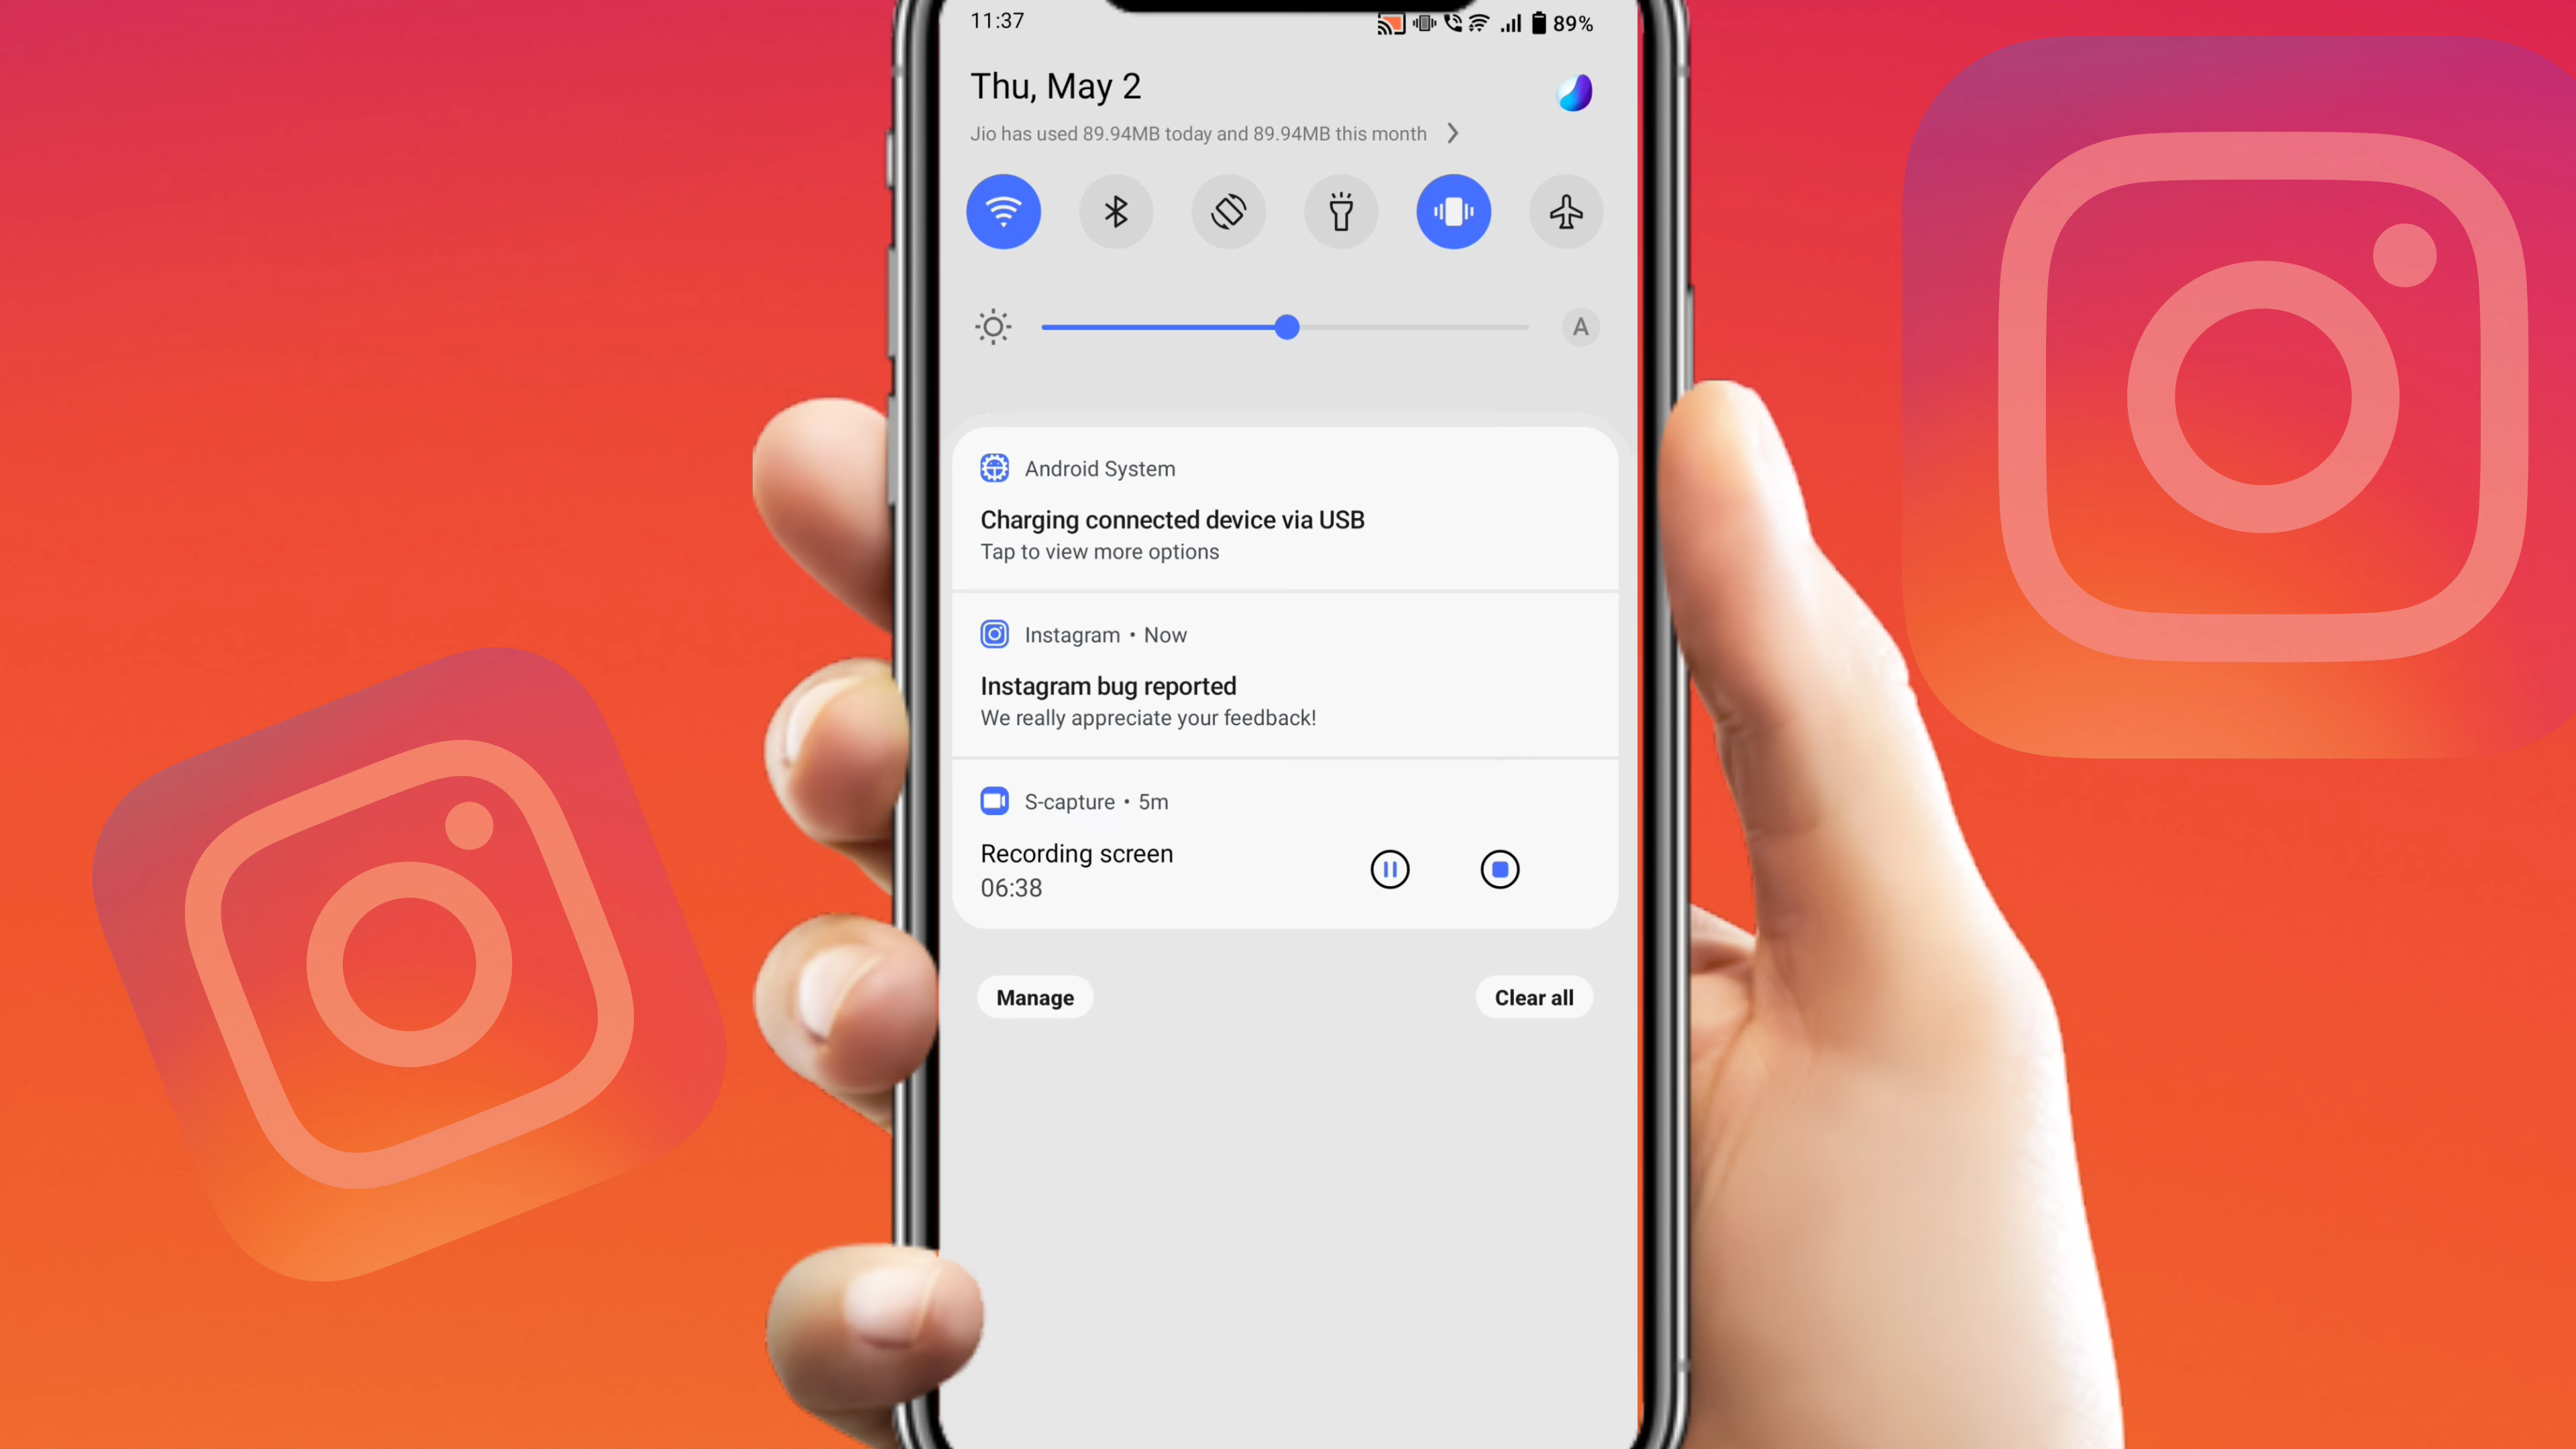 11:37
89%
Thu, May 2
Jio has used 89.94MB today and 89.94MB this month
A
Android System
Charging connected device via USB
Tap to view more options
Instagram • Now
Instagram bug reported
We really appreciate your feedback!
S-capture • 5m
Recording screen
06:38
Manage
Clear all